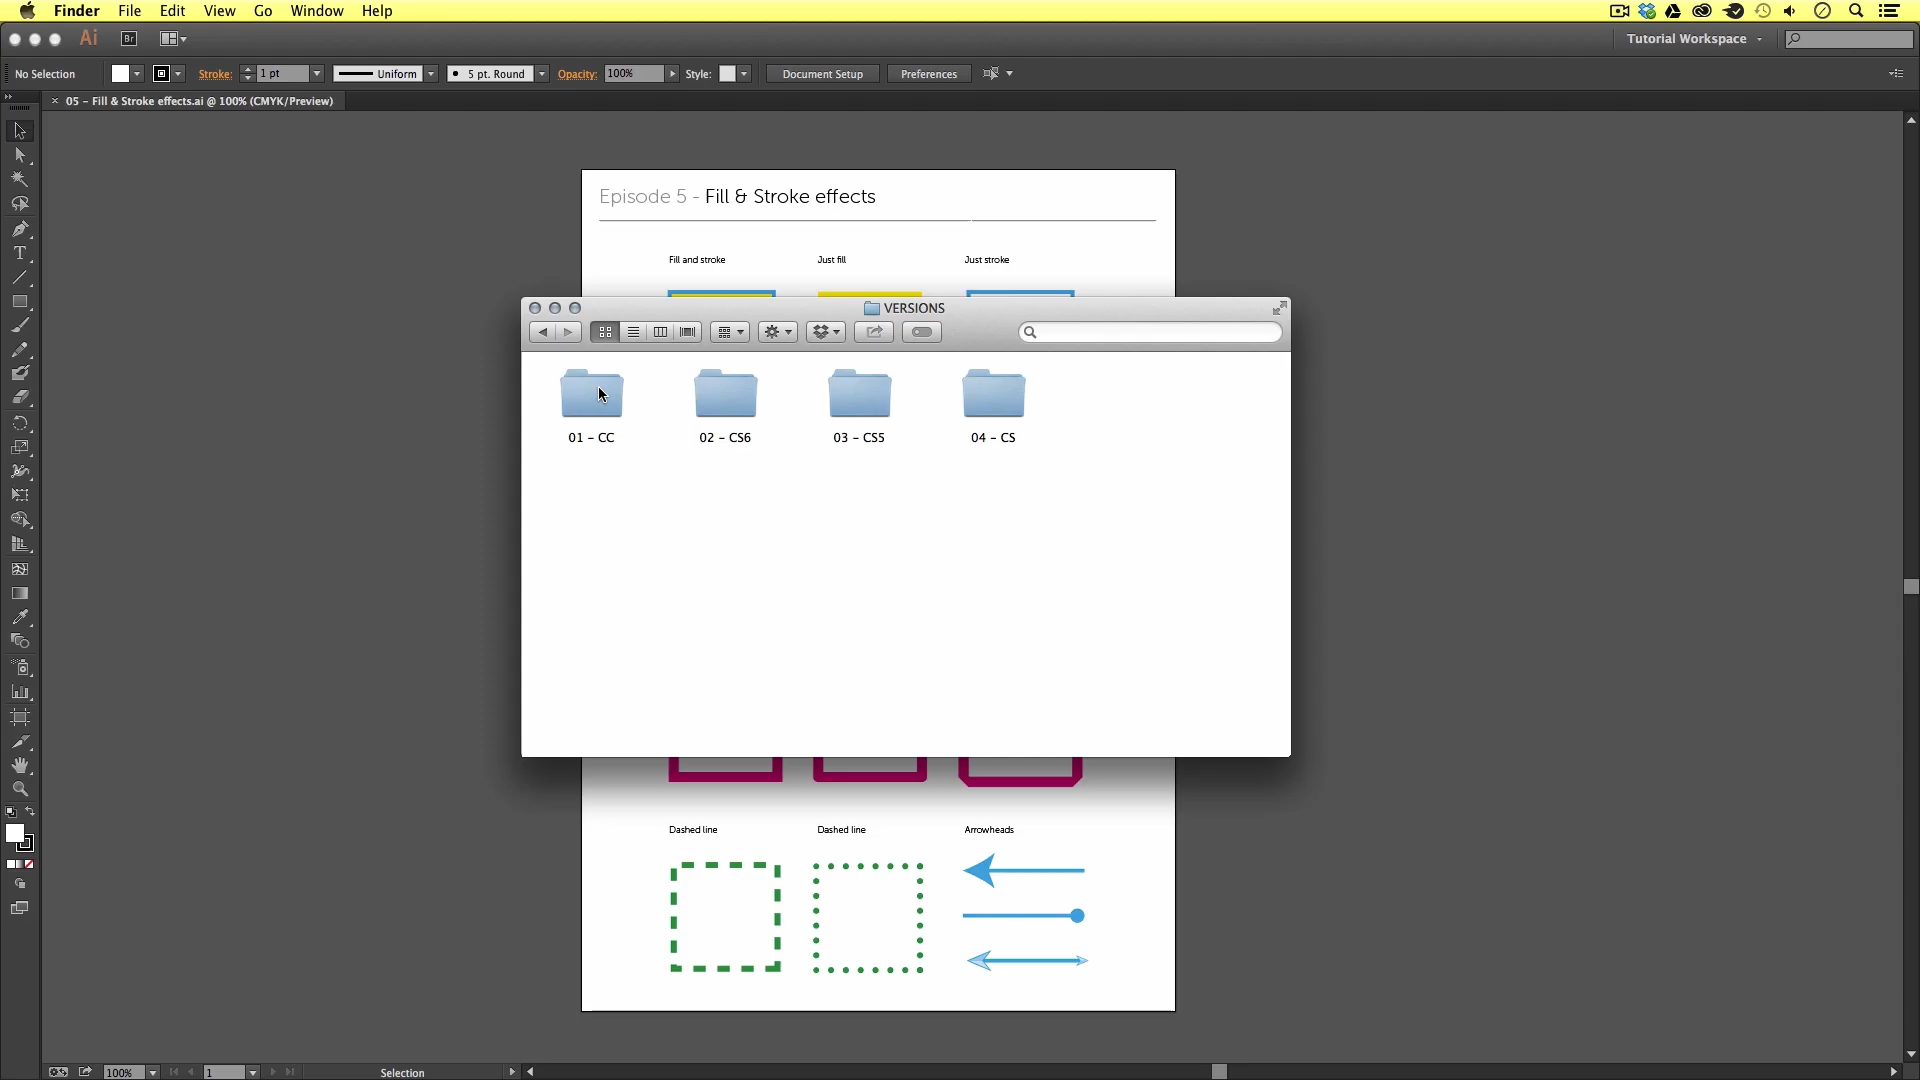 Finder File Edit View Go Window Help
Ai Br Tutorial Workspace
No Selection Stroke: 1 pt Uniform 5 pt. Round Opacity: 100% Style: Document Setup Preferences
× 05 - Fill & Stroke effects.ai @ 100% (CMYK/Preview)
Episode 5 - Fill & Stroke effects
Fill and stroke Just fill Just stroke
VERSIONS
01 - CC 02 - CS6 03 - CS5 04 - CS
Dashed line Dashed line Arrowheads
100% 1 Selection